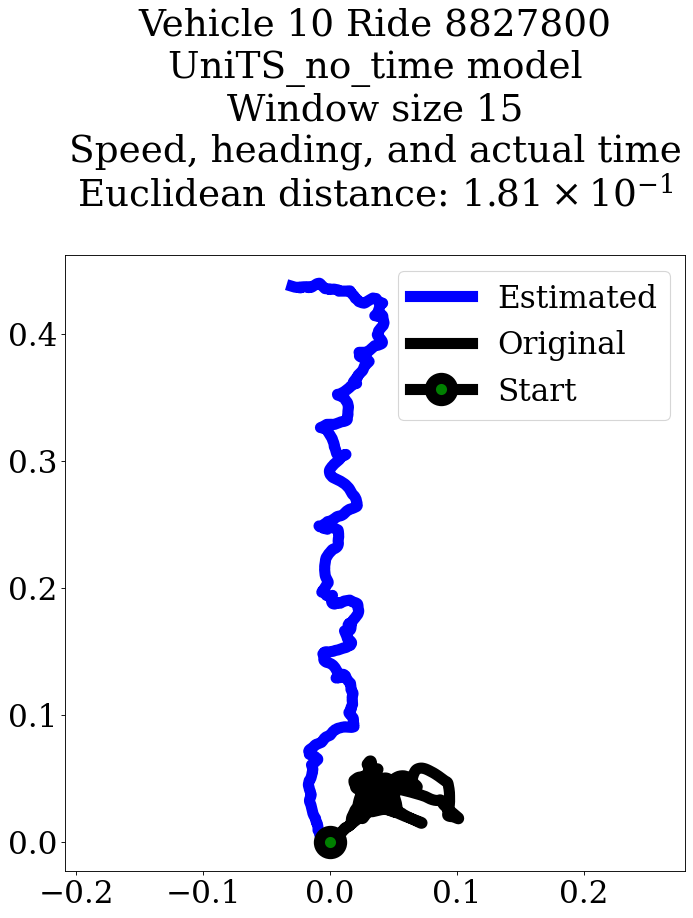 Vehicle 10 Ride 8827800
UniTS_no_time model
Window size 15
Speed, heading, and actual time
Euclidean distance: 1.81 × 10⁻¹
Estimated
Original
Start
0.4
0.3
0.2
0.1
0.0
−0.2 −0.1 0.0 0.1 0.2